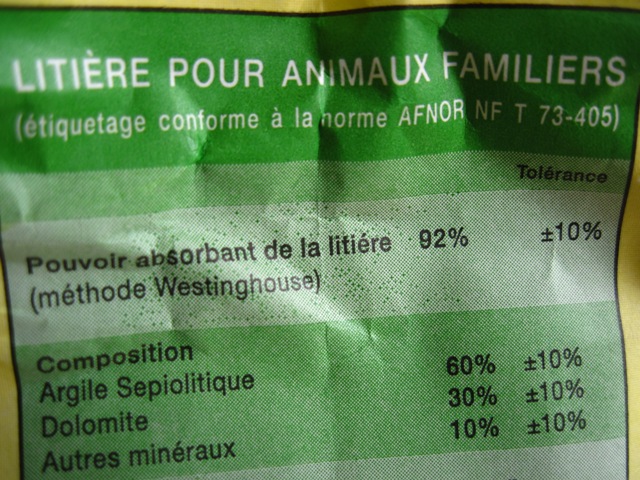 LITIÈRE POUR ANIMAUX FAMILIERS
(étiquetage conforme à la norme AFNOR NF T 73-405)
Tolérance
Pouvoir absorbant de la litiére 92% ±10%
(méthode Westinghouse)
Composition
Argile Sepiolitique 60% ±10%
Dolomite 30% ±10%
Autres minéraux 10% ±10%